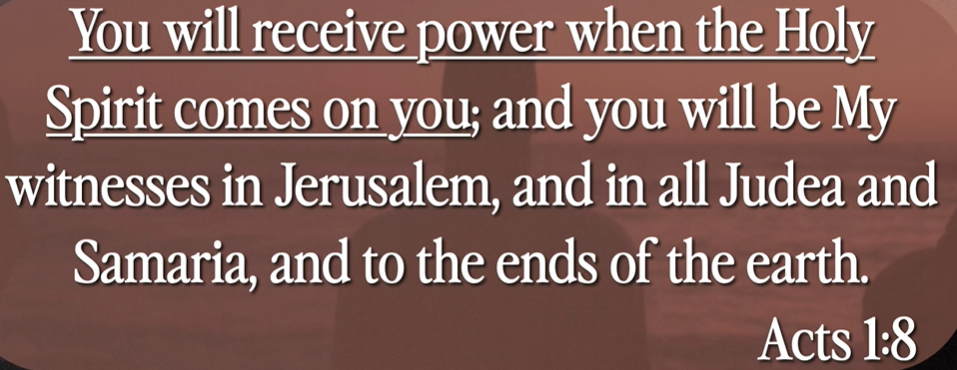 You will receive power when the Holy
Spirit comes on you; and you will be My
witnesses in Jerusalem, and in all Judea and
Samaria, and to the ends of the earth.
Acts 1:8